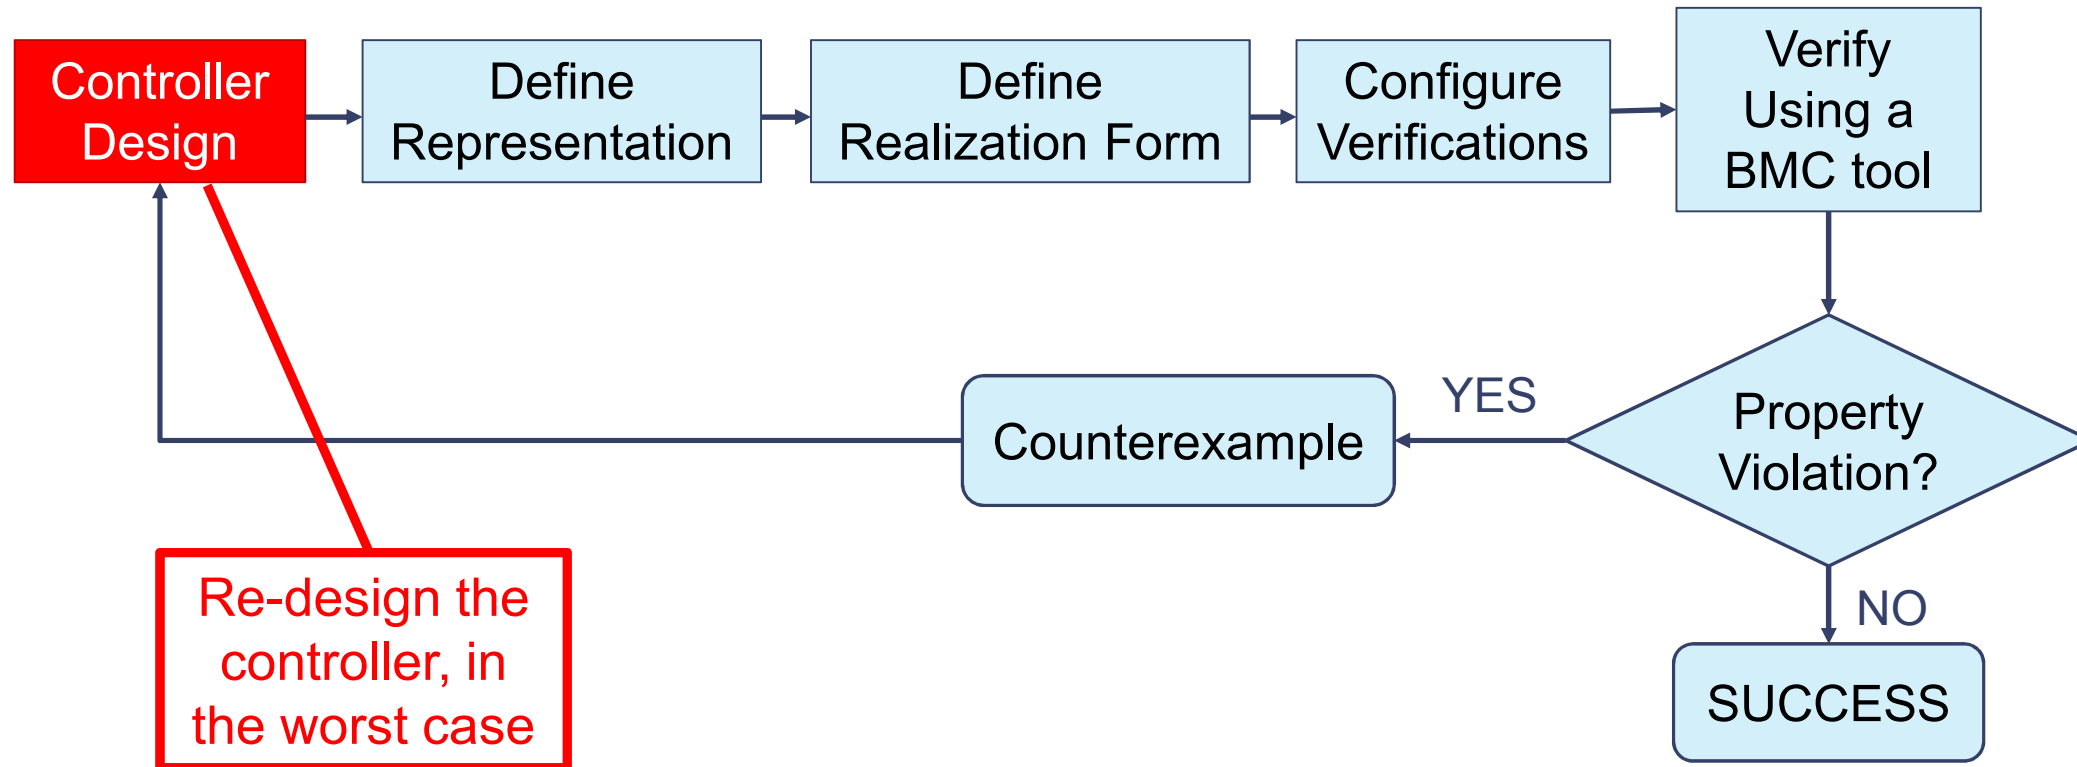 Controller
Design
Define
Representation
Define
Realization Form
Configure
Verifications
Verify
Using a
BMC tool
YES
Counterexample
Property
Violation?
NO
Re-design the
controller, in
the worst case
SUCCESS